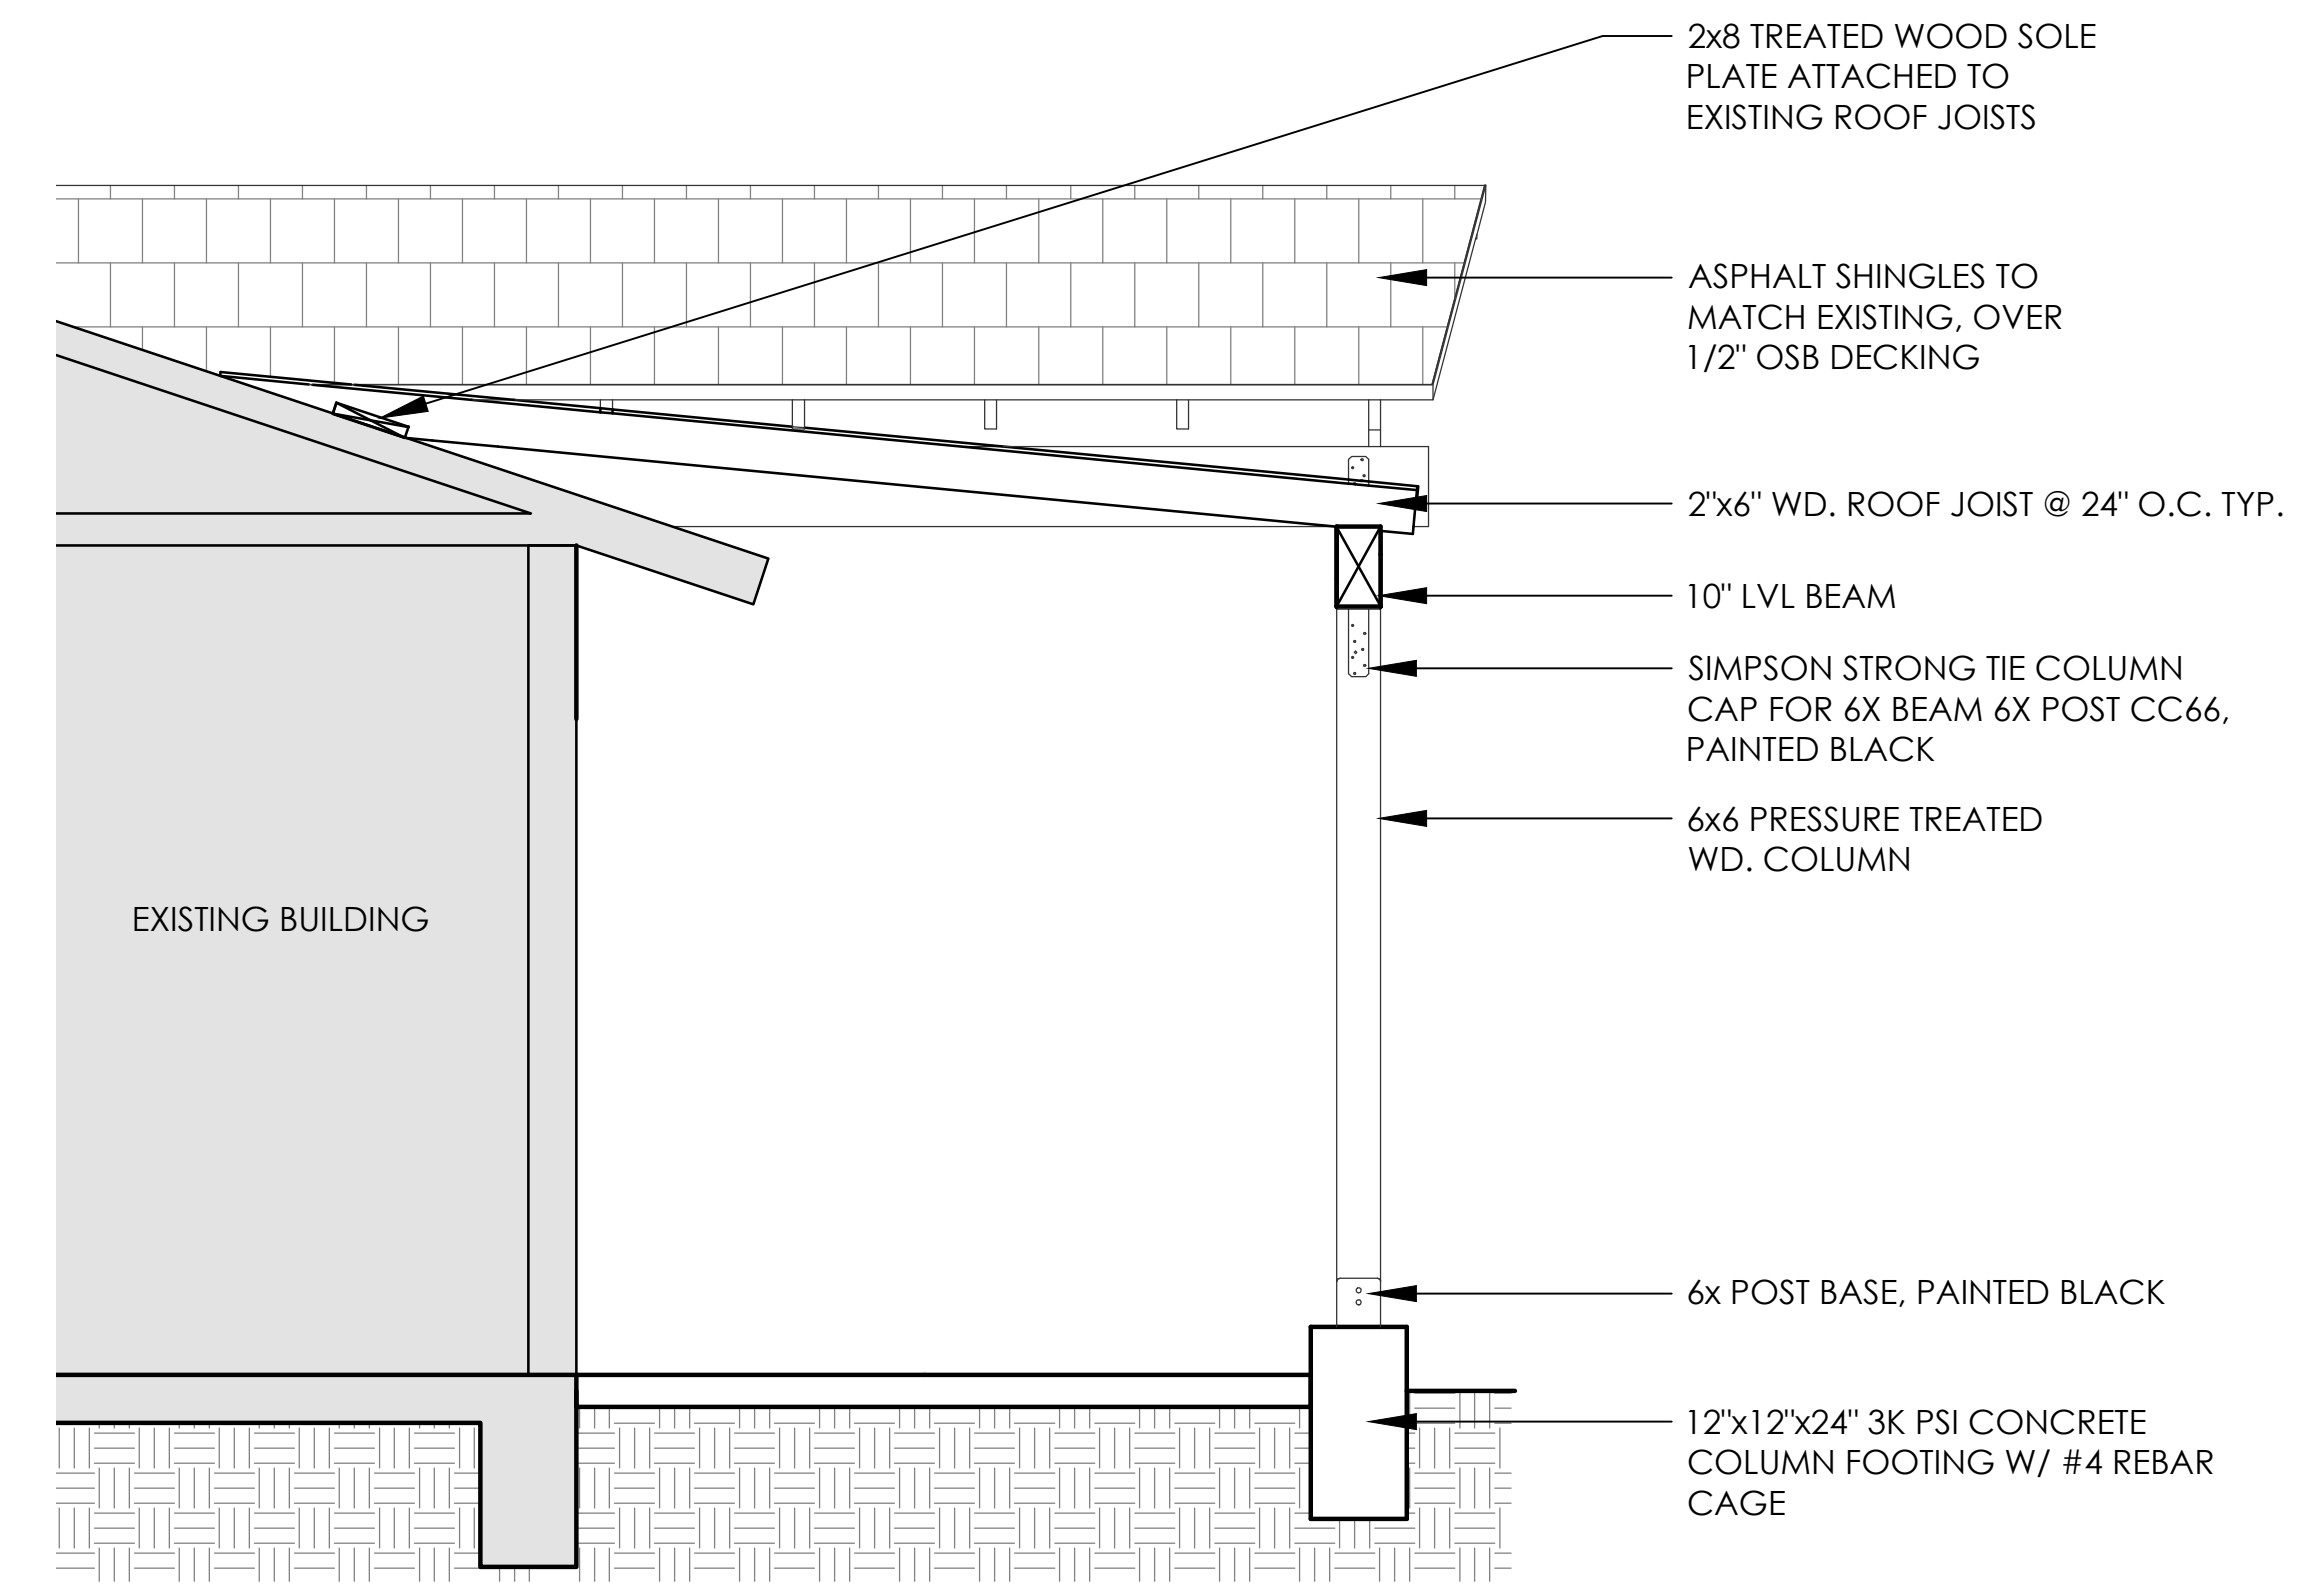 2x8 TREATED WOOD SOLE
PLATE ATTACHED TO
EXISTING ROOF JOISTS
ASPHALT SHINGLES TO
MATCH EXISTING, OVER
1/2" OSB DECKING
2"x6" WD. ROOF JOIST @ 24" O.C. TYP.
10" LVL BEAM
SIMPSON STRONG TIE COLUMN
CAP FOR 6X BEAM 6X POST CC66,
PAINTED BLACK
6x6 PRESSURE TREATED
WD. COLUMN
EXISTING BUILDING
6x POST BASE, PAINTED BLACK
12"x12"x24" 3K PSI CONCRETE
COLUMN FOOTING W/ #4 REBAR
CAGE